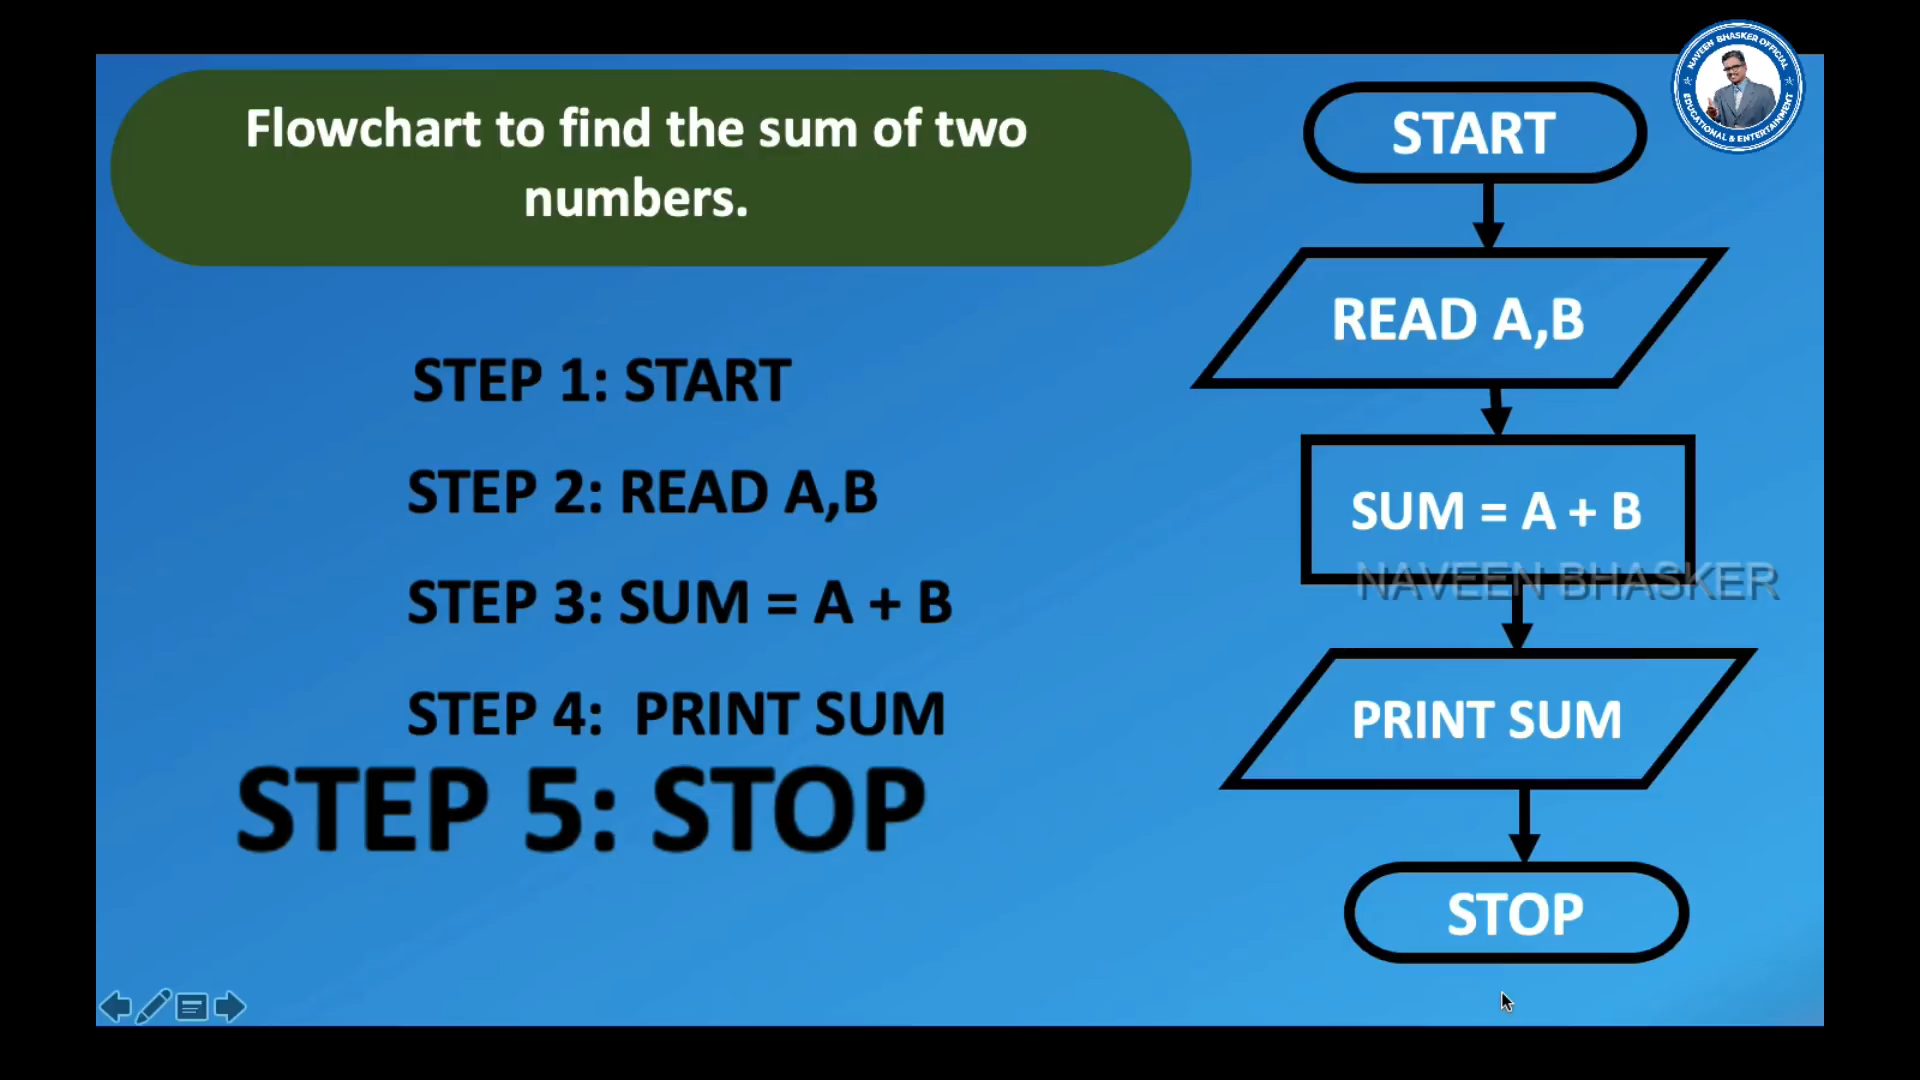 Flowchart to find the sum of two
numbers.
STEP 1: START
STEP 2: READ A,B
STEP 3: SUM = A + B
STEP 4: PRINT SUM
STEP 5: STOP
START
READ A,B
SUM = A + B
PRINT SUM
STOP
NAVEEN BHASKER
NAVEEN BHASKER OFFICIAL
EDUCATIONAL & ENTERTAINMENT